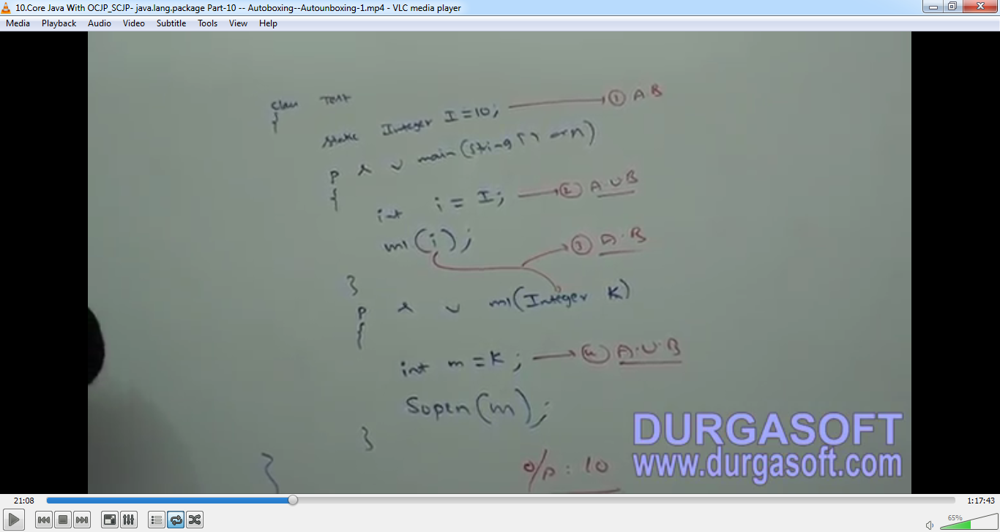 10.Core Java With OCJP_SCJP- java.lang.package Part-10 -- Autoboxing--Autounboxing-1.mp4 - VLC media player
Media Playback Audio Video Subtitle Tools View Help
class Test
{
static Integer I=10; ① A.B
P s v main(String[] args)
{
int i = I; ② A.U.B
m1(i);
③ A.B
}
P s v m1(Integer K)
{
int m = K; ④ A.U.B
Sopln(m);
}
}
O/P: 10
DURGASOFT
www.durgasoft.com
21:08 1:17:43
65%